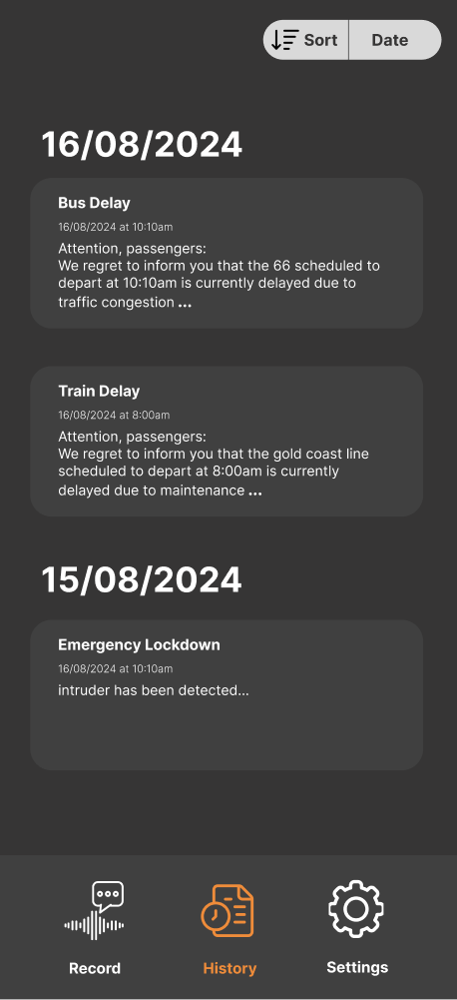 Sort
Date
16/08/2024
Bus Delay
16/08/2024 at 10:10am
Attention, passengers:
We regret to inform you that the 66 scheduled to
depart at 10:10am is currently delayed due to
traffic congestion ...
Train Delay
16/08/2024 at 8:00am
Attention, passengers:
We regret to inform you that the gold coast line
scheduled to depart at 8:00am is currently
delayed due to maintenance ...
15/08/2024
Emergency Lockdown
16/08/2024 at 10:10am
intruder has been detected...
Record
History
Settings